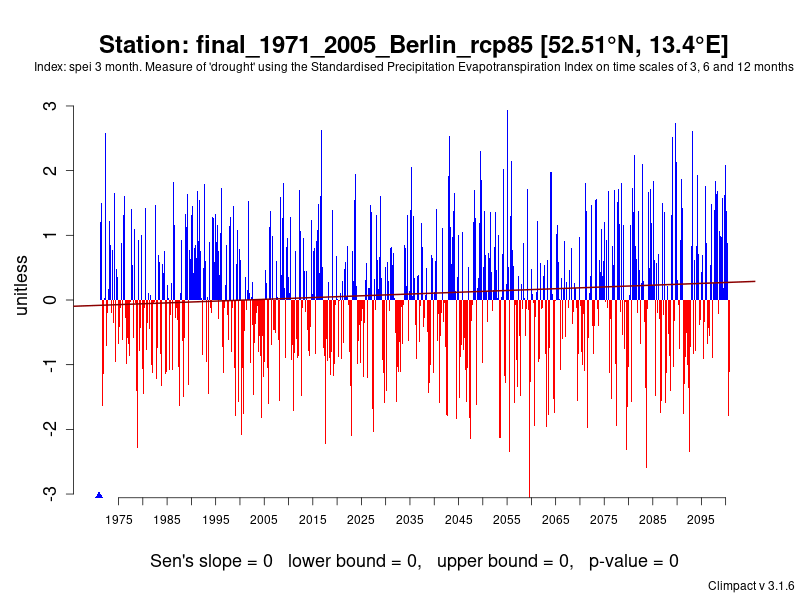 Station: final_1971_2005_Berlin_rcp85 [52.51°N, 13.4°E]
Index: spei 3 month. Measure of 'drought' using the Standardised Precipitation Evapotranspiration Index on time scales of 3, 6 and 12 months
3
2
1
0
-1
-2
-3
unitless
1975 1985 1995 2005 2015 2025 2035 2045 2055 2065 2075 2085 2095
Sen's slope = 0 lower bound = 0, upper bound = 0, p-value = 0
Climpact v 3.1.6